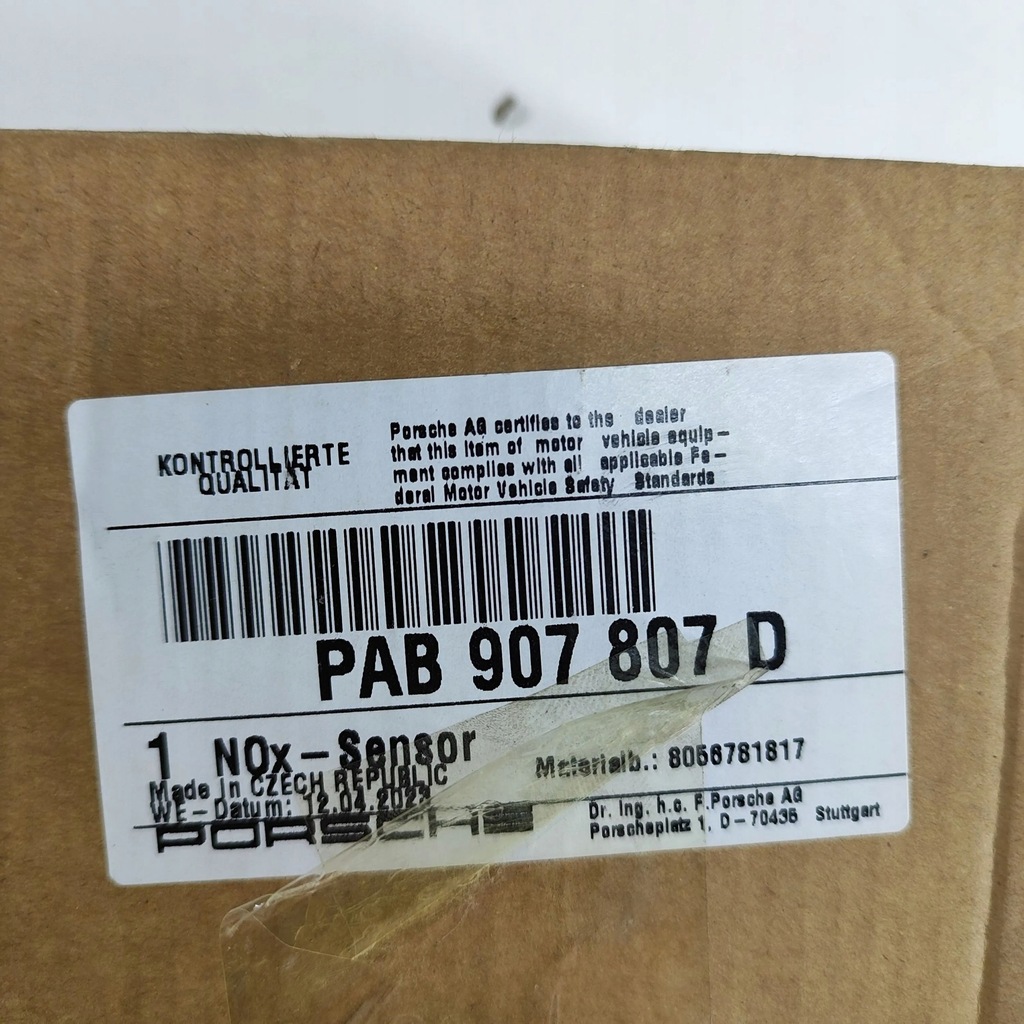 KONTROLLIERTE
QUALITÄT
Porsche AG certifies to the dealer
that this item of motor vehicle equip-
ment complies with all applicable Fe-
deral Motor Vehicle Safety Standards
PAB 907 807 D
1 NOx-Sensor
Materialb.: 8056781817
Made in CZECH REPUBLIC
WE-Datum: 12.04.2022
PORSCHE
Dr. Ing. h.c. F.Porsche AG
Porscheplatz 1, D-70435 Stuttgart